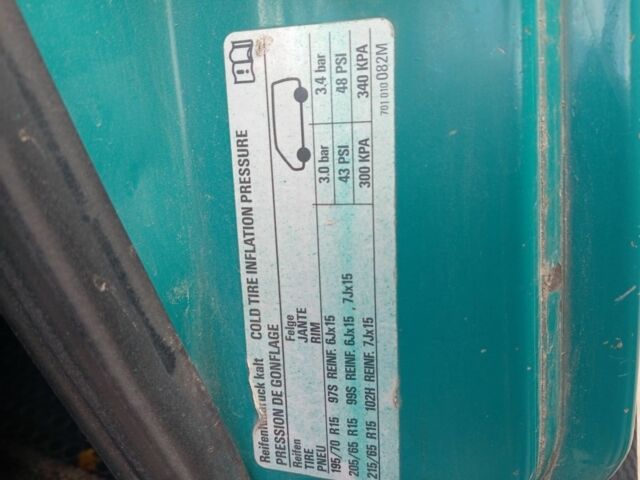 Reifendruck kalt COLD TIRE INFLATION PRESSURE
PRESSION DE GONFLAGE
Reifen Felge
TIRE JANTE
PNEU RIM
195/70 R15 97S REINF. 6Jx15 3.0 bar 3.4 bar
205/65 R15 99S REINF. 6Jx15 , 7Jx15 43 PSI 48 PSI
215/65 R15 102H REINF. 7Jx15 300 KPA 340 KPA
701 010 082M